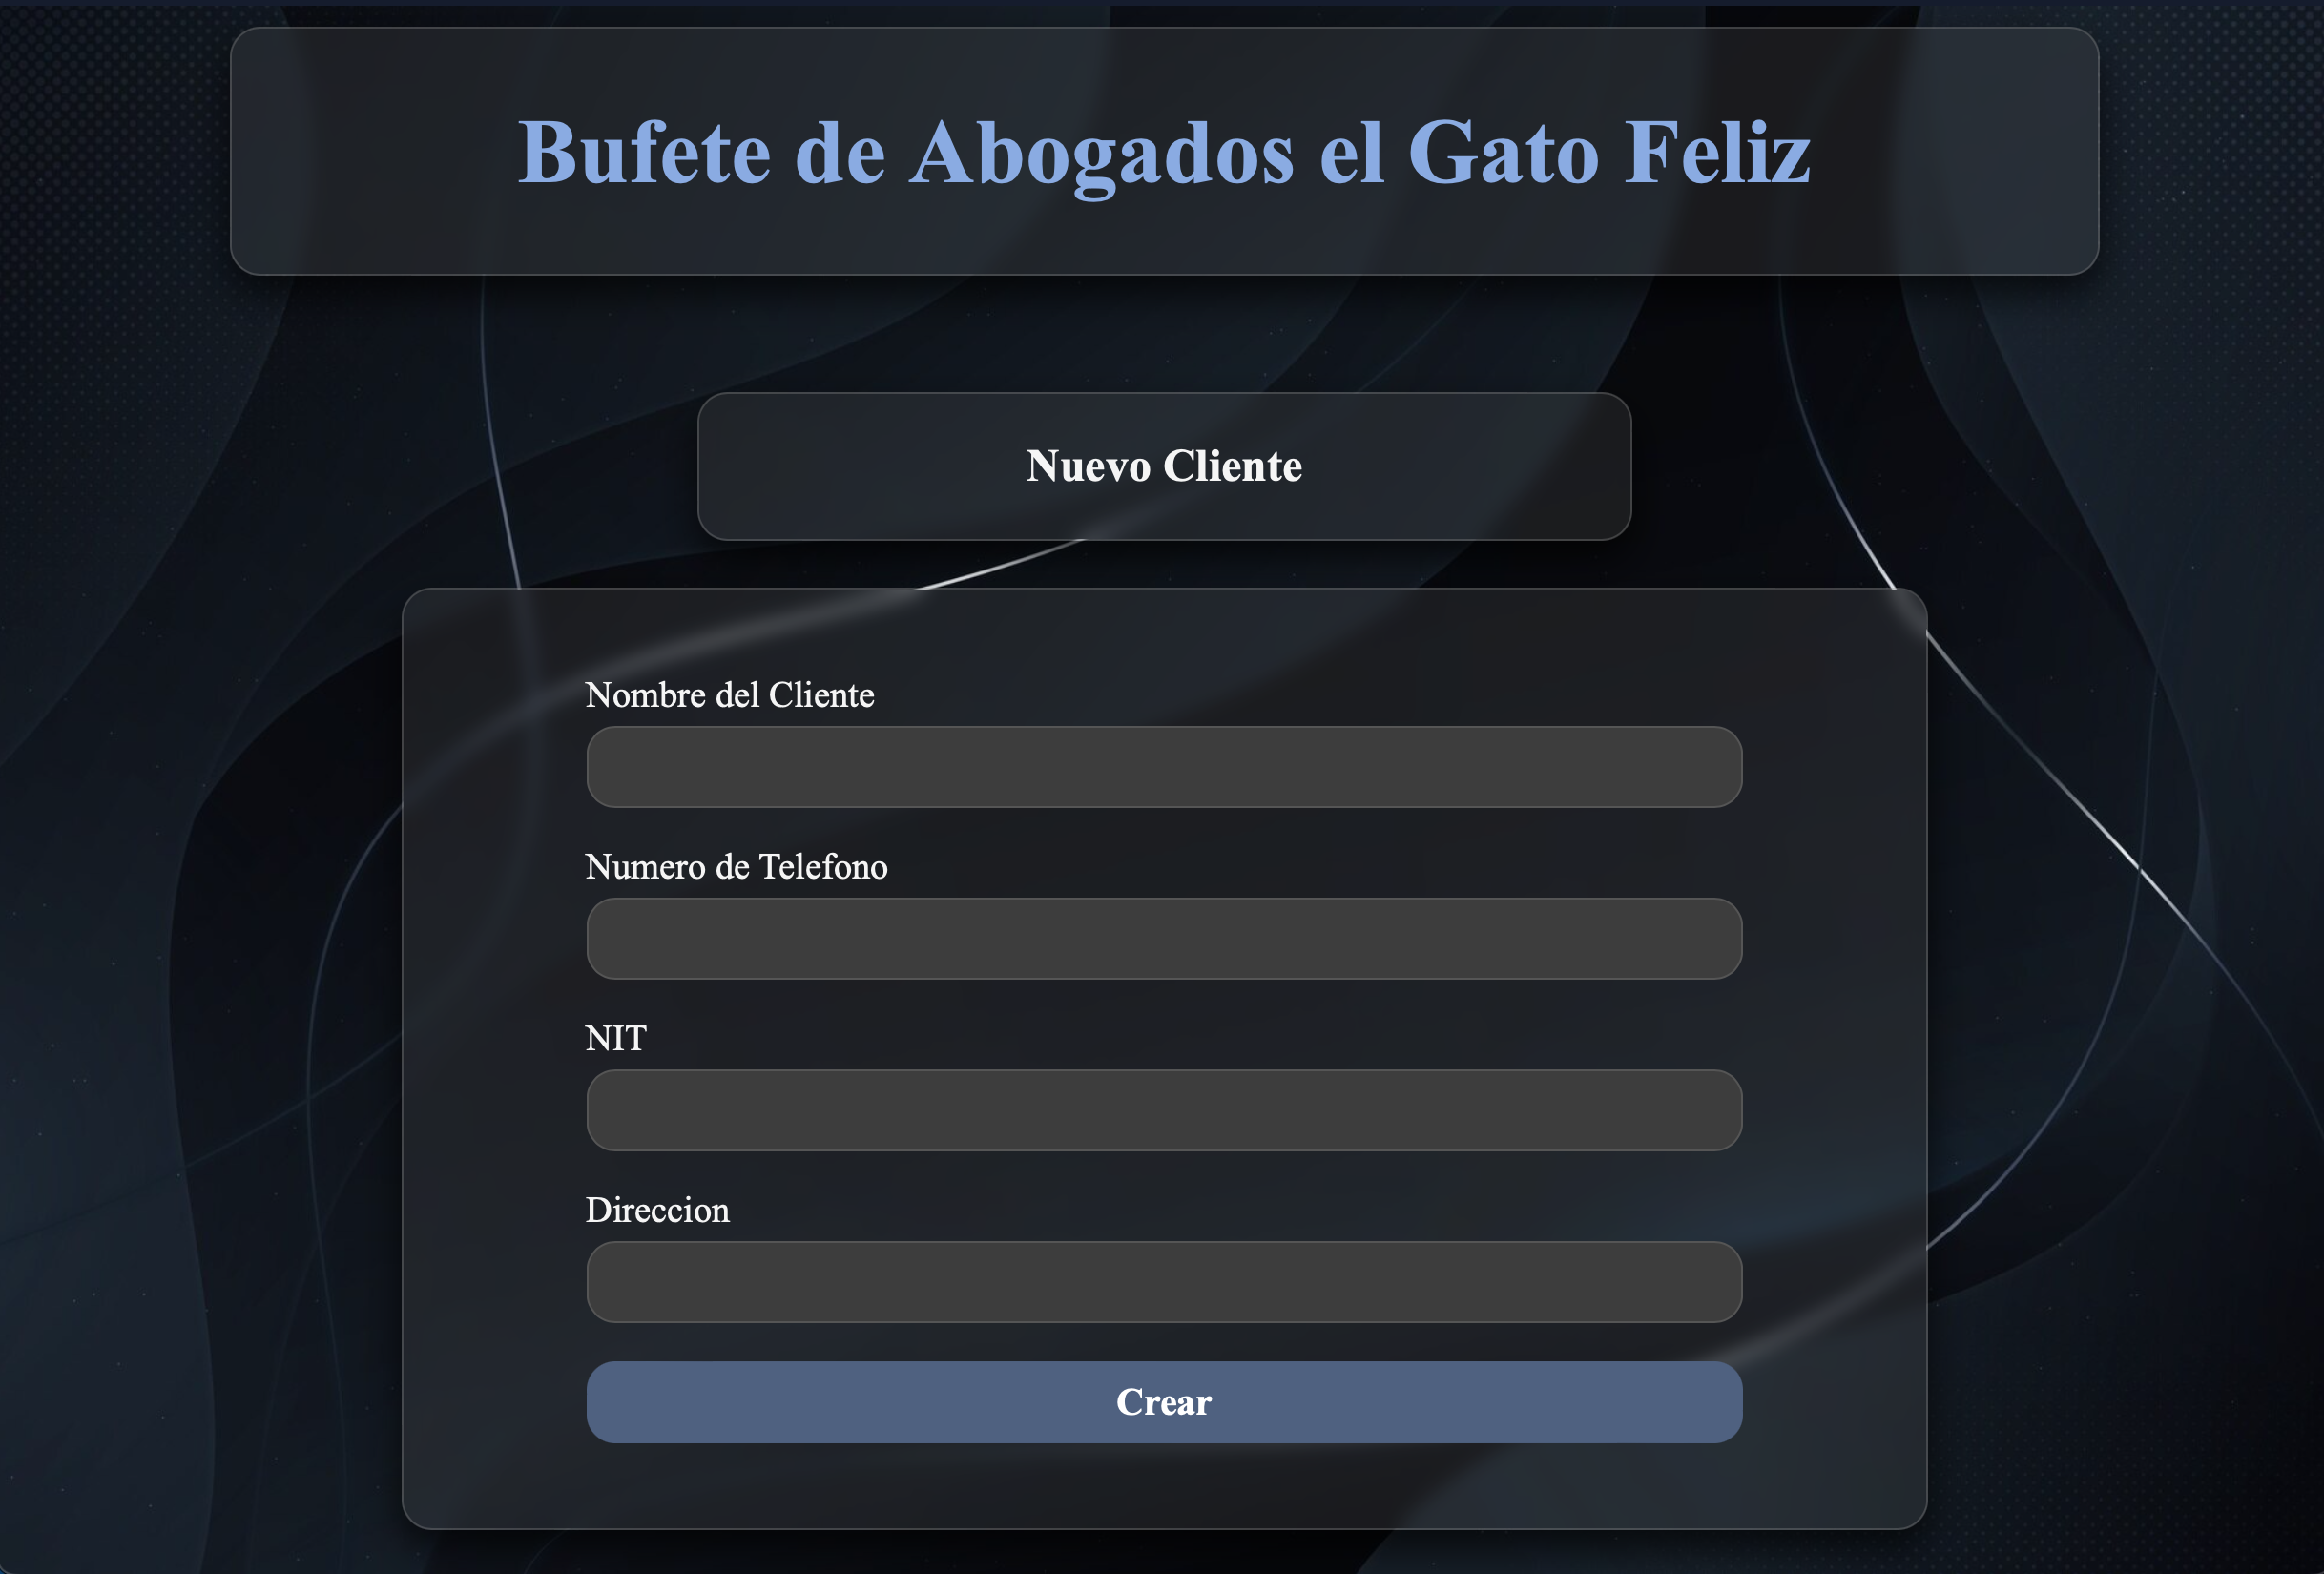 Bufete de Abogados el Gato Feliz
Nuevo Cliente
Nombre del Cliente
Numero de Telefono
NIT
Direccion
Crear